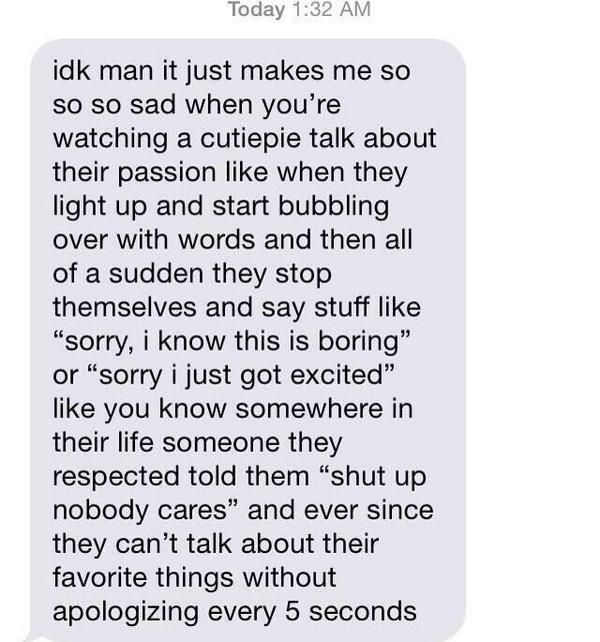 Today 1:32 AM
idk man it just makes me so
so so sad when you’re
watching a cutiepie talk about
their passion like when they
light up and start bubbling
over with words and then all
of a sudden they stop
themselves and say stuff like
“sorry, i know this is boring”
or “sorry i just got excited”
like you know somewhere in
their life someone they
respected told them “shut up
nobody cares” and ever since
they can’t talk about their
favorite things without
apologizing every 5 seconds